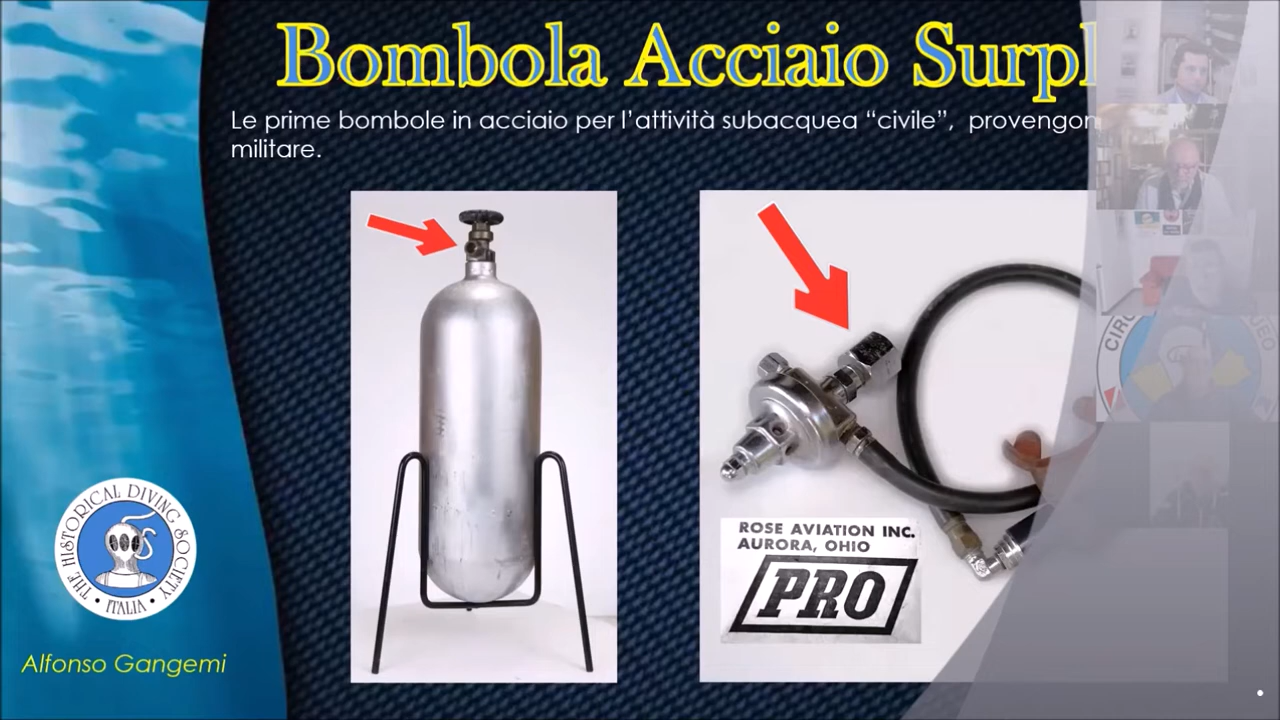 Bombola Acciaio Surpl
Le prime bombole in acciaio per l'attività subacquea “civile”, provengon
militare.
ROSE AVIATION INC.
AURORA, OHIO
PRO
THE HISTORICAL DIVING SOCIETY
• ITALIA •
Alfonso Gangemi